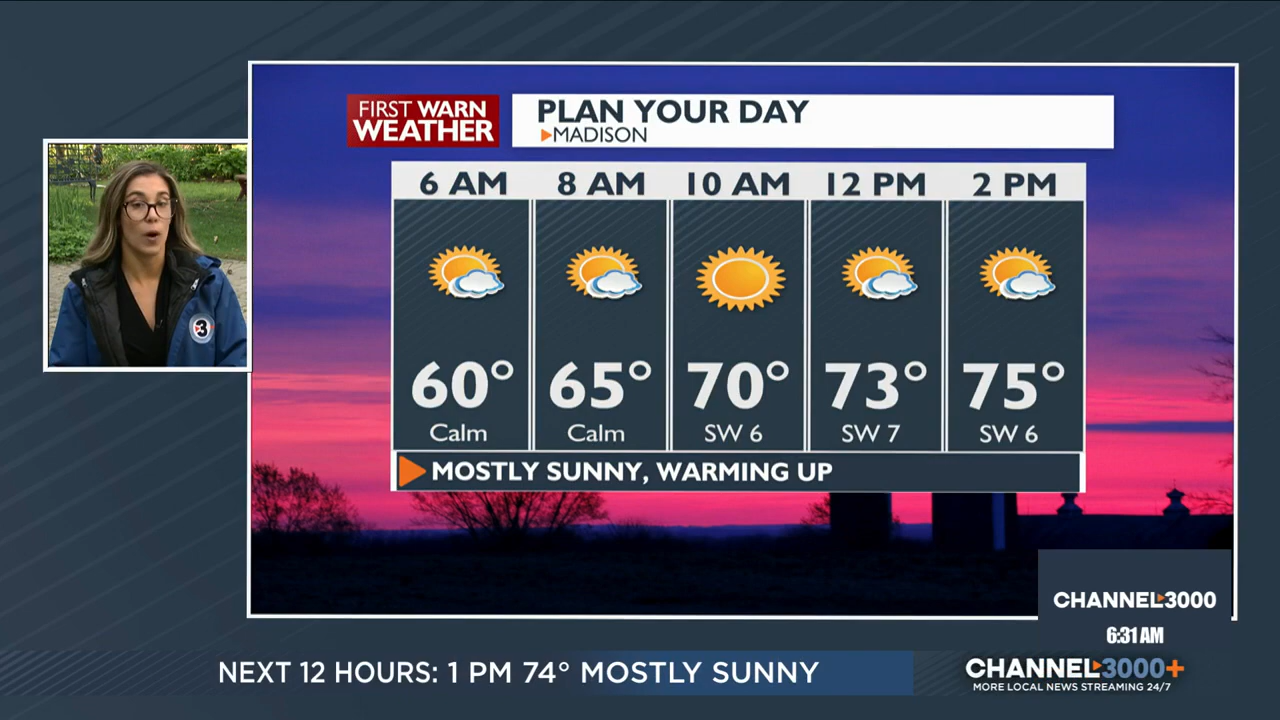 FIRST WARN
WEATHER
PLAN YOUR DAY
MADISON
6 AM 8 AM 10 AM 12 PM 2 PM
60° 65° 70° 73° 75°
Calm Calm SW 6 SW 7 SW 6
MOSTLY SUNNY, WARMING UP
3
CHANNEL3000
6:31 AM
NEXT 12 HOURS: 1 PM 74° MOSTLY SUNNY
CHANNEL3000+
MORE LOCAL NEWS STREAMING 24/7